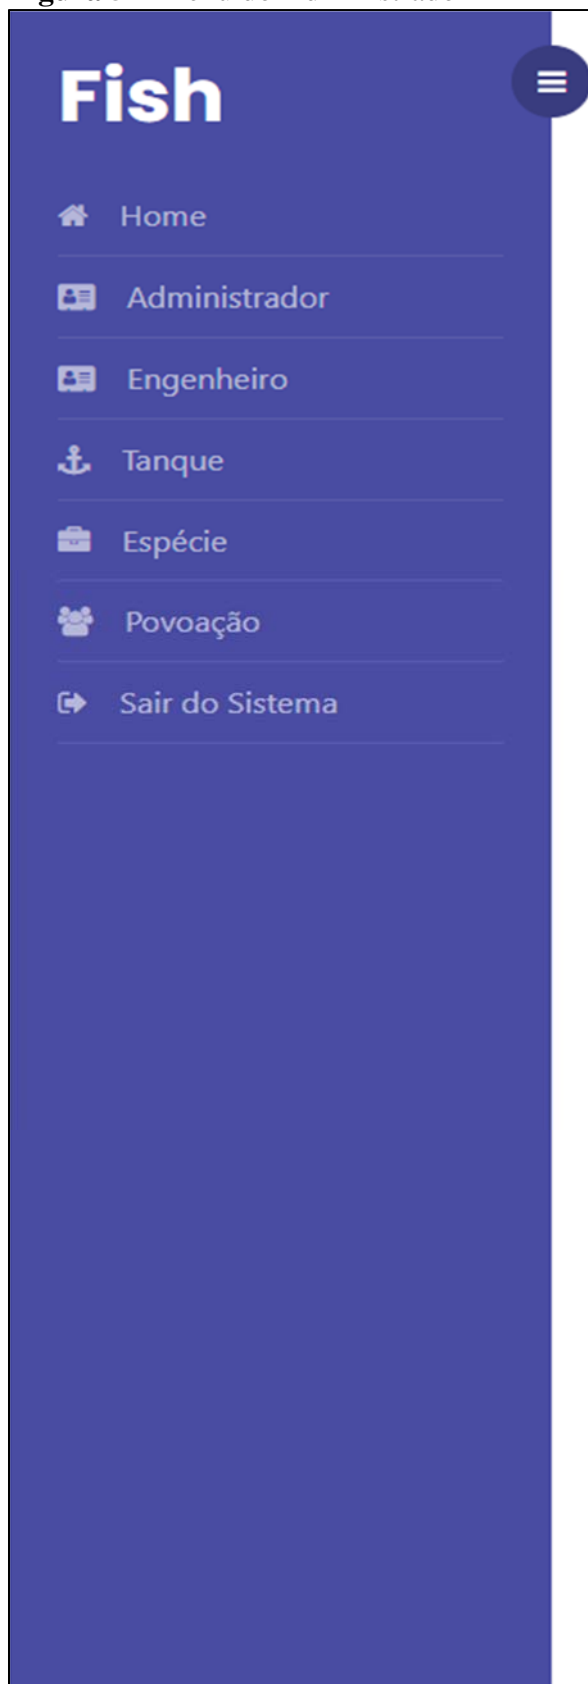 Fish
Home
Administrador
Engenheiro
Tanque
Espécie
Povoação
Sair do Sistema